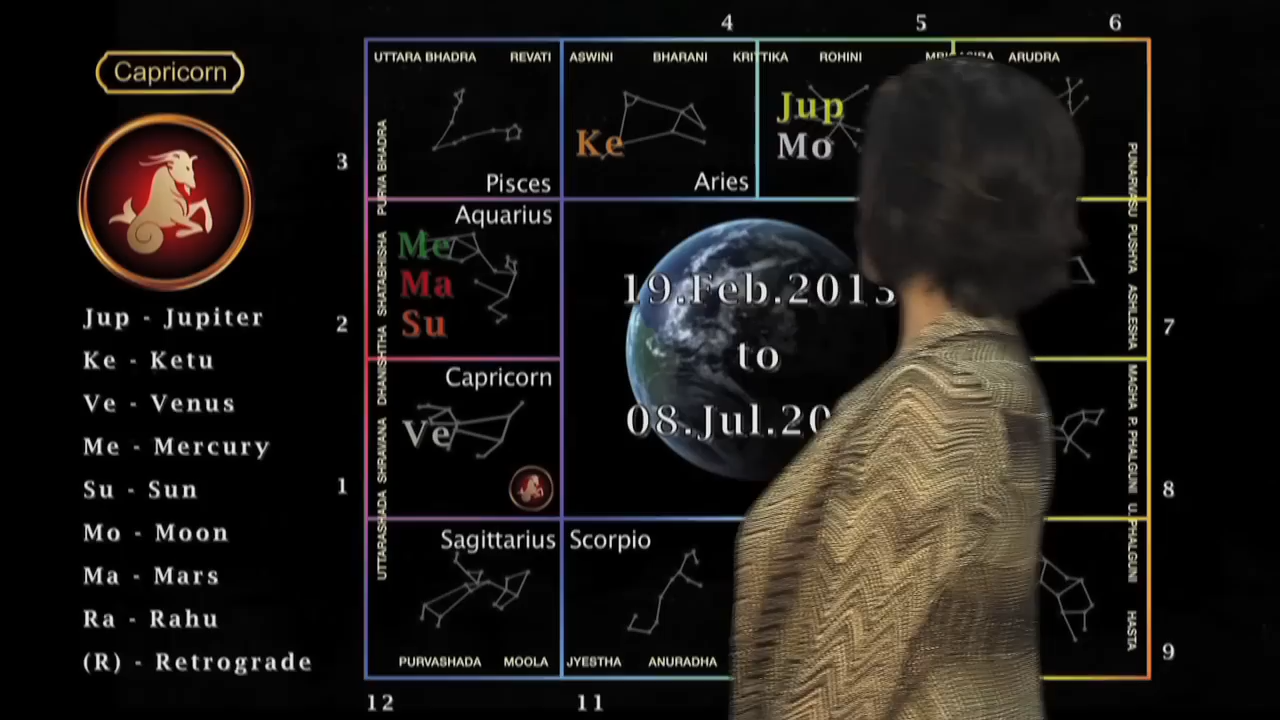 4 5 6
Capricorn
UTTARA BHADRA REVATI ASWINI BHARANI KRITTIKA ROHINI ARUDRA
Jup
Ke Mo
3
Pisces Aries
PURVA BHADRA
PUNARWASU
Aquarius
Me
Ma
Su
SHATABHISHA
PUSHYA
ASHLESHA
19.Feb.2013
to
08.Jul.20
2 7
Jup - Jupiter
Ke - Ketu
Ve - Venus
Me - Mercury
Su - Sun
Mo - Moon
Ma - Mars
Ra - Rahu
(R) - Retrograde
DHANISHTHA
Capricorn
Ve
SHRAVANA
MAGHA
P. PHALGUNI
1 8
UTTARASHADA
U. PHALGUNI
Sagittarius Scorpio
HASTA
9
PURVASHADA MOOLA JYESTHA ANURADHA
12 11